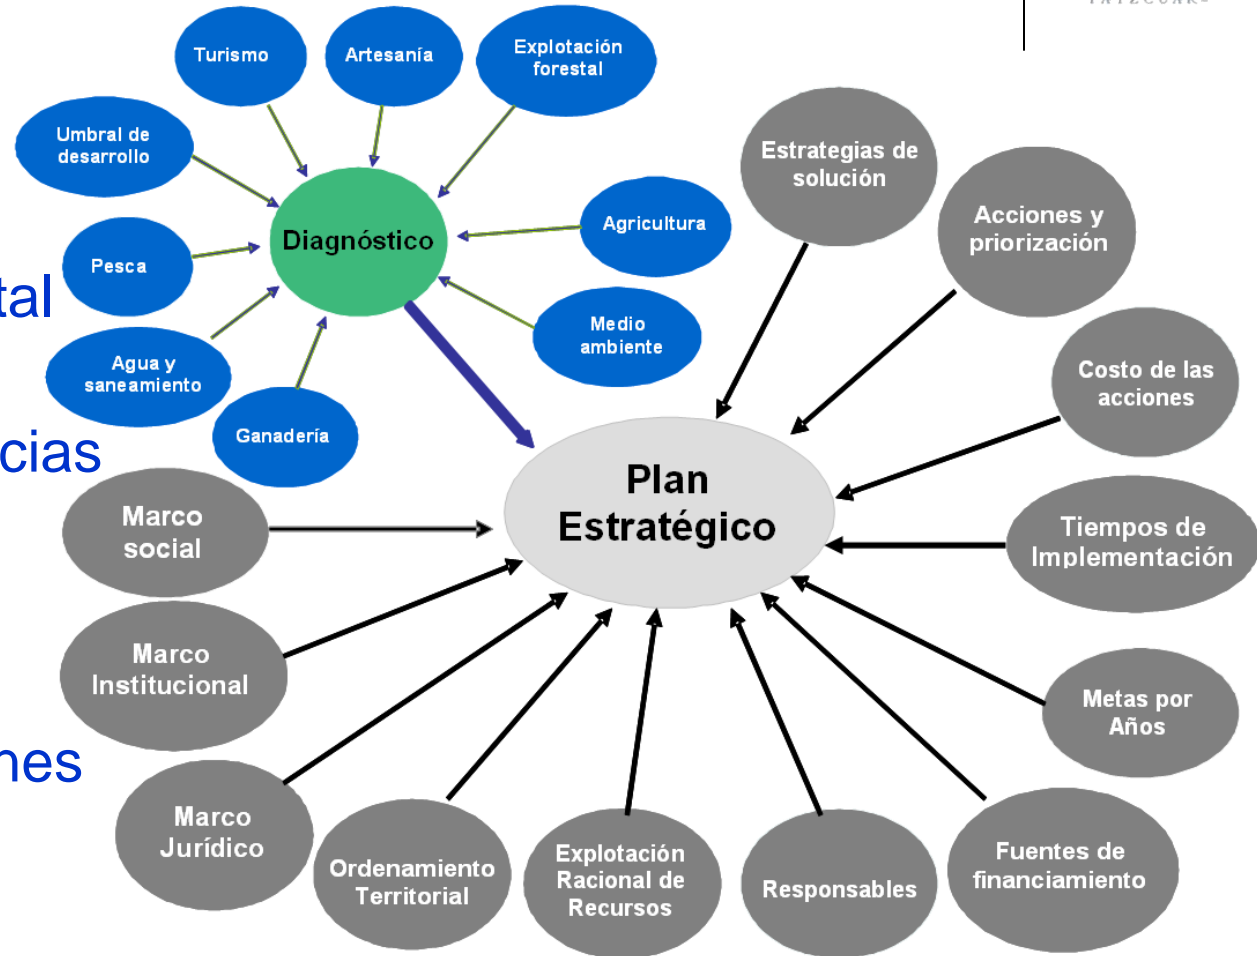 Turismo
Artesanía
Explotación
forestal
Umbral de
desarrollo
Estrategias de
solución
Acciones y
priorización
Diagnóstico
Agricultura
Pesca
tal
Medio
ambiente
Agua y
saneamiento
Costo de las
acciones
Ganadería
cias
Plan
Estratégico
Marco
social
Tiempos de
Implementación
Marco
Institucional
Metas por
Años
nes
Marco
Jurídico
Ordenamiento
Territorial
Explotación
Racional de
Recursos
Responsables
Fuentes de
financiamiento